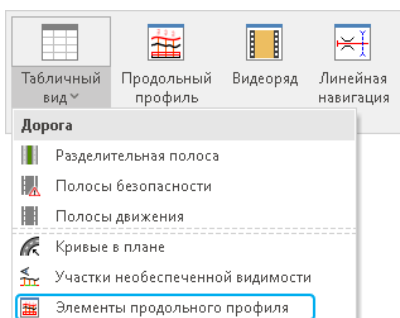 Табличный вид
Продольный профиль
Видеоряд
Линейная навигация
Дорога
Разделительная полоса
Полосы безопасности
Полосы движения
Кривые в плане
Участки необеспеченной видимости
Элементы продольного профиля